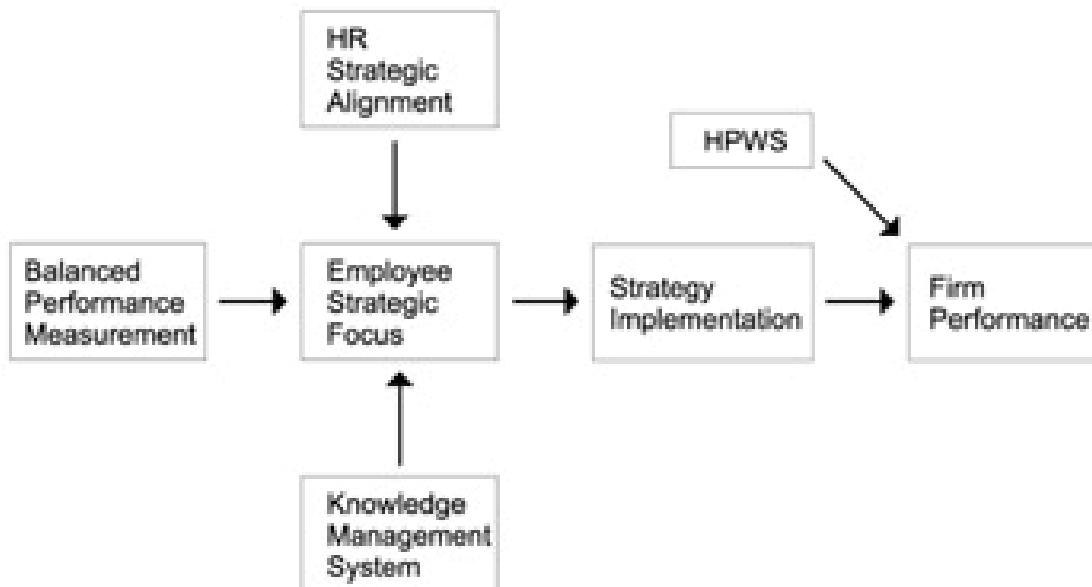 HR
Strategic
Alignment
HPWS
Balanced
Performance
Measurement
Employee
Strategic
Focus
Strategy
Implementation
Firm
Performance
Knowledge
Management
System